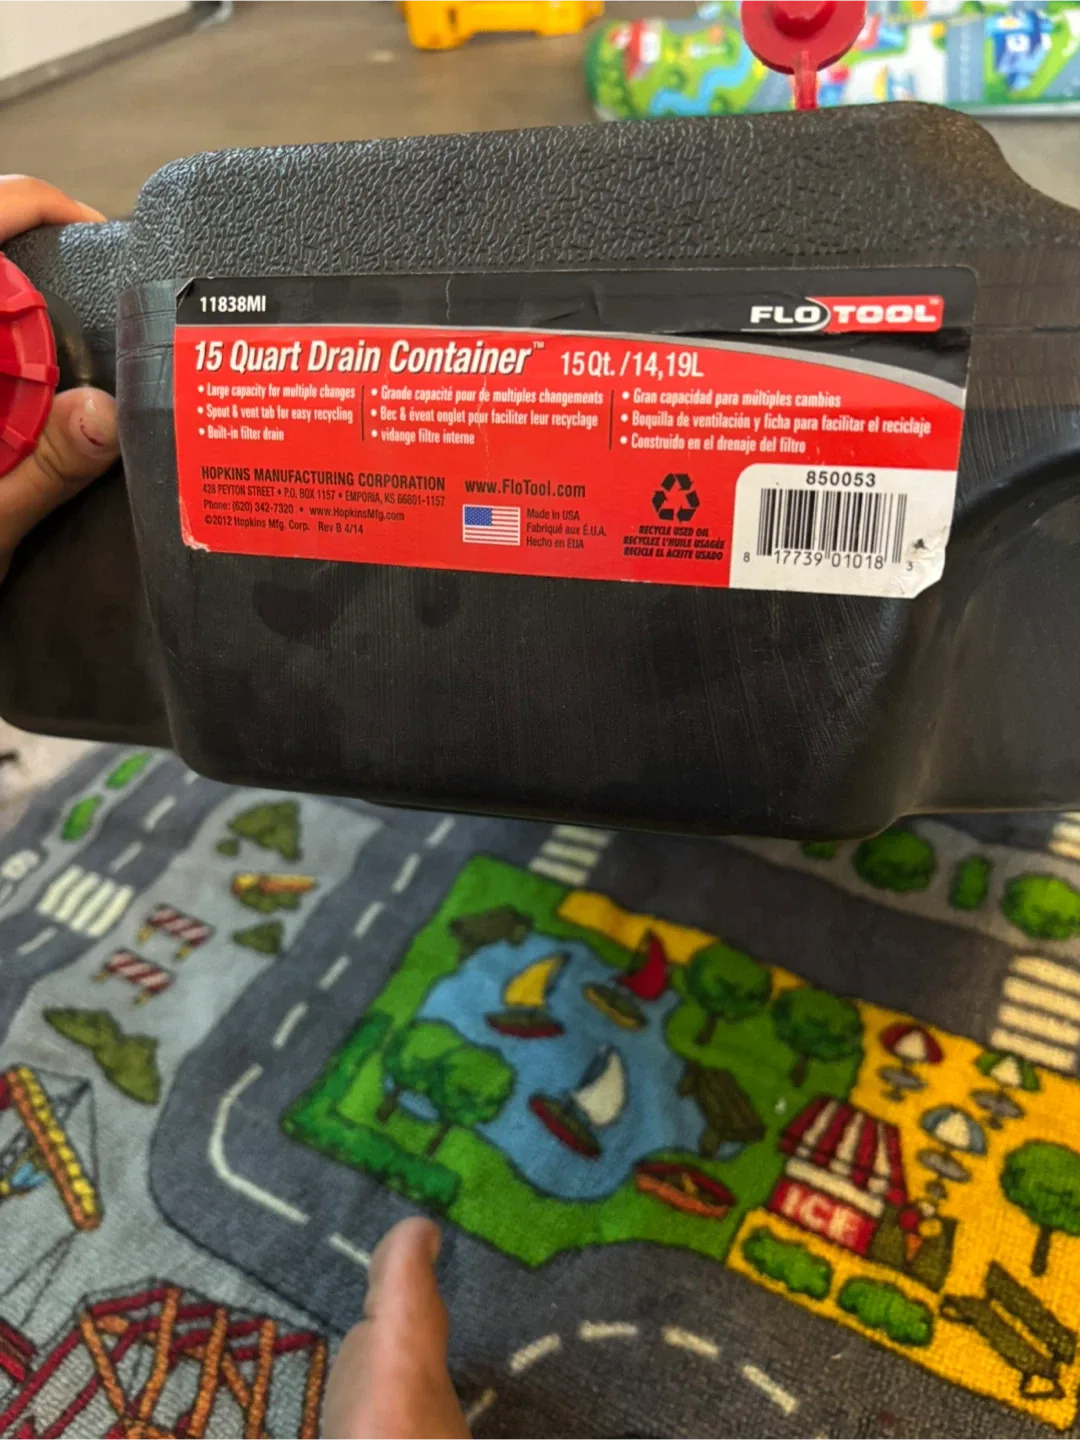 11838MI
FLOTOOL™
15 Quart Drain Container™ 15 Qt. /14,19L
• Large capacity for multiple changes
• Spout & vent tab for easy recycling
• Built-in filter drain
• Grande capacité pour de multiples changements
• Bec & évent onglet pour faciliter leur recyclage
• vidange filtre interne
• Gran capacidad para múltiples cambios
• Boquilla de ventilación y ficha para facilitar el reciclaje
• Construido en el drenaje del filtro
HOPKINS MANUFACTURING CORPORATION
428 PEYTON STREET • P.O. BOX 1157 • EMPORIA, KS 66801-1157
Phone: (620) 342-7320 • www.HopkinsMfg.com
©2012 Hopkins Mfg. Corp. Rev B 4/14
www.FloTool.com
Made in USA
Fabriqué aux É.U.A.
Hecho en EUA
RECYCLE USED OIL
RECYCLEZ L'HUILE USAGÉE
RECICLE EL ACEITE USADO
850053
8 17739 01018 3
ICE